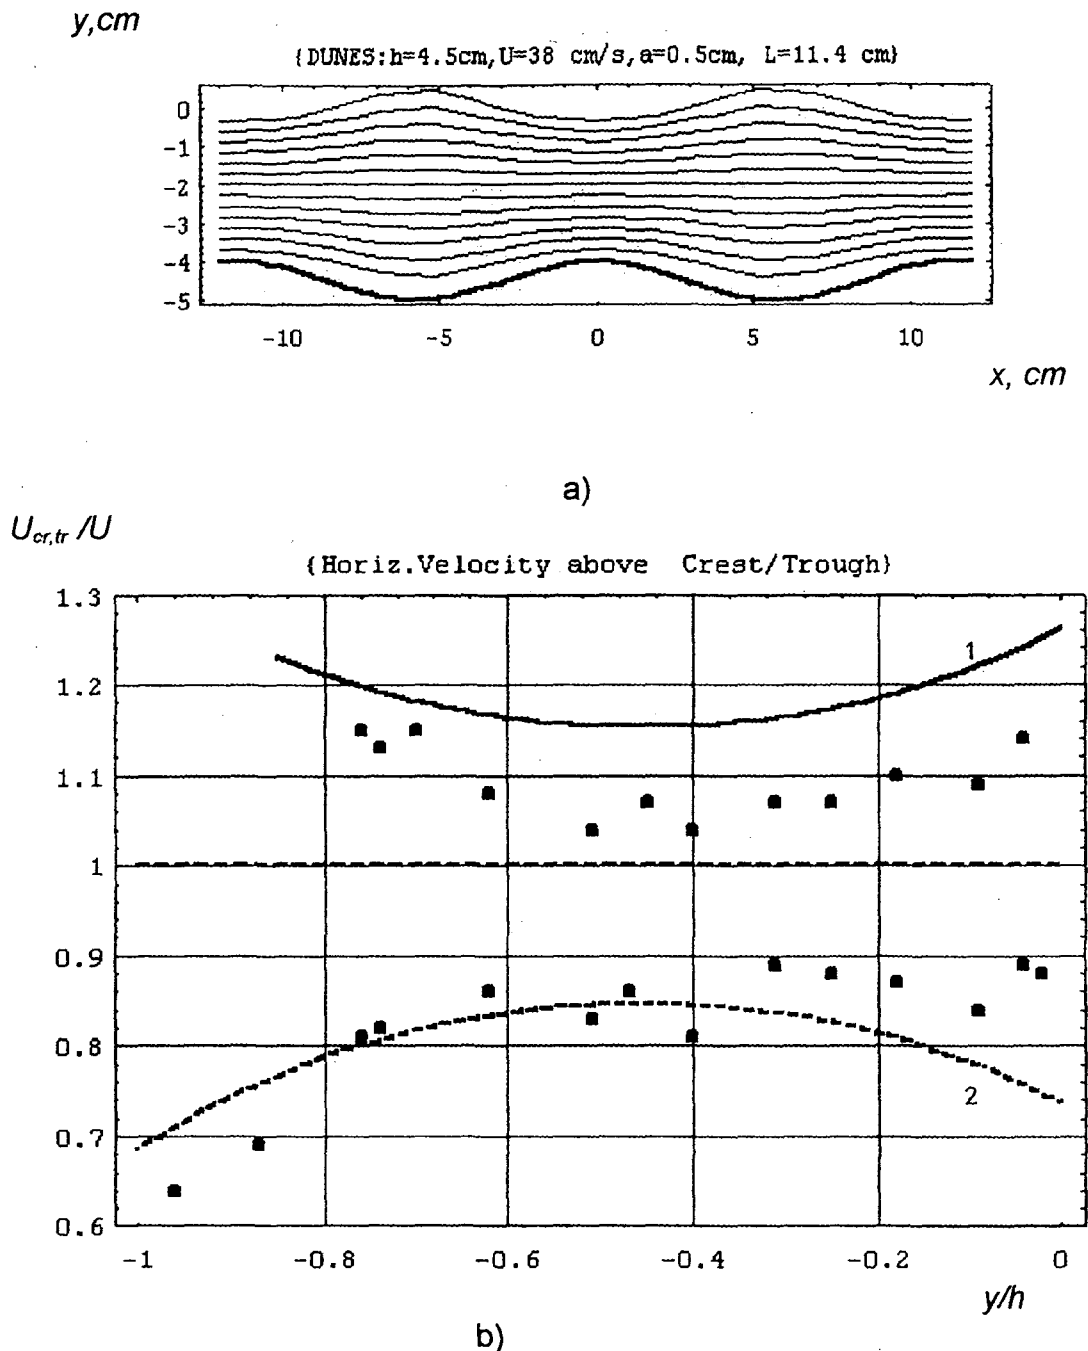 y,cm
{DUNES:h=4.5cm,U=38 cm/s,a=0.5cm, L=11.4 cm}
0
-1
-2
-3
-4
-5
-10 -5 0 5 10
x, cm
a)
U cr,tr /U
{Horiz.Velocity above Crest/Trough}
1.3
1.2
1.1
1
0.9
0.8
0.7
0.6
1
2
-1 -0.8 -0.6 -0.4 -0.2 0
y/h
b)